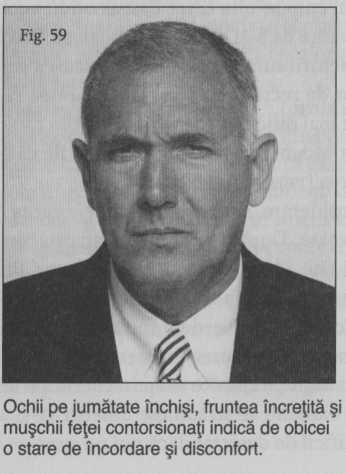 Fig. 59
Ochii pe jumătate închişi, fruntea încreţită şi
muşchii feţei contorsionaţi indică de obicei
o stare de încordare şi disconfort.